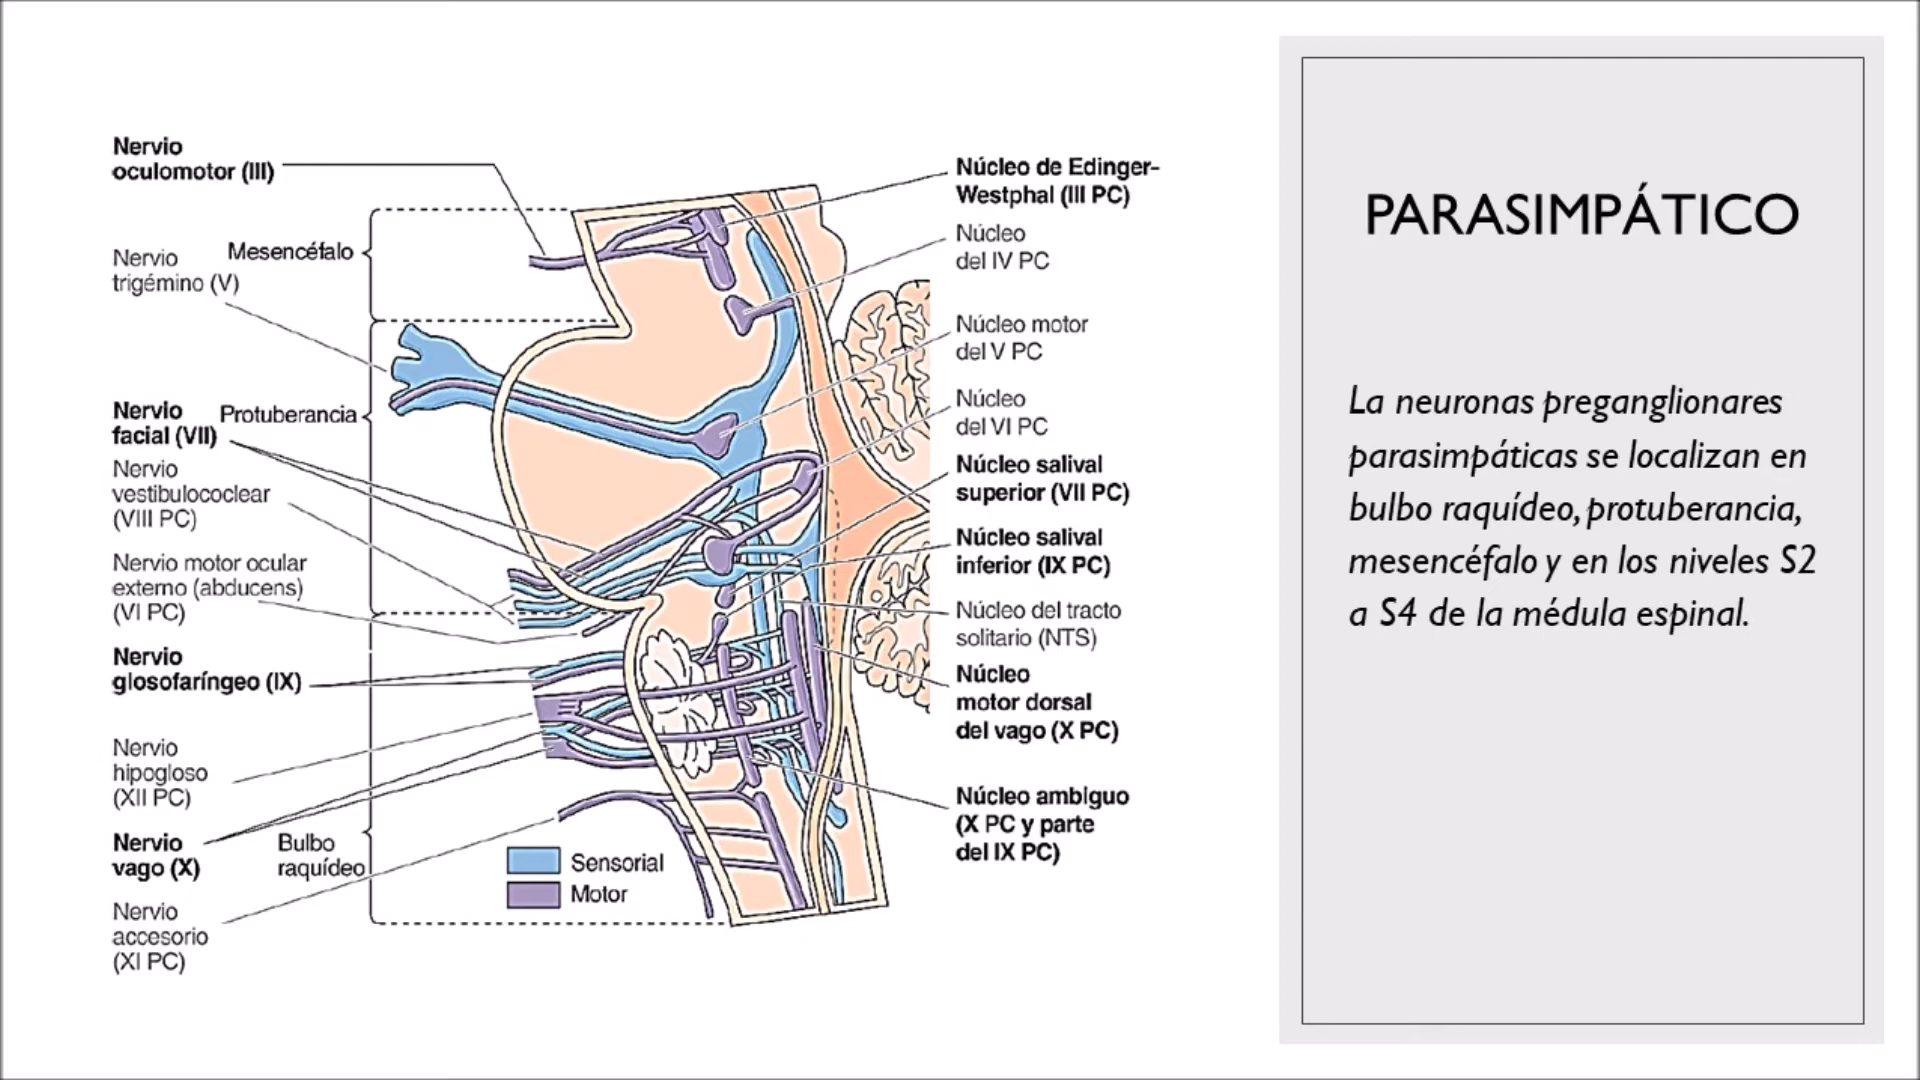 Nervio
oculomotor (III)
Mesencéfalo
Nervio
trigémino (V)
Nervio
facial (VII)
Protuberancia
Nervio
vestibulococlear
(VIII PC)
Nervio motor ocular
externo (abducens)
(VI PC)
Nervio
glosofaríngeo (IX)
Nervio
hipogloso
(XII PC)
Nervio
vago (X)
Bulbo
raquídeo
Nervio
accesorio
(XI PC)
Sensorial
Motor
Núcleo de Edinger-
Westphal (III PC)
Núcleo
del IV PC
Núcleo motor
del V PC
Núcleo
del VI PC
Núcleo salival
superior (VII PC)
Núcleo salival
inferior (IX PC)
Núcleo del tracto
solitario (NTS)
Núcleo
motor dorsal
del vago (X PC)
Núcleo ambiguo
(X PC y parte
del IX PC)
PARASIMPÁTICO
La neuronas preganglionares
parasimpáticas se localizan en
bulbo raquídeo, protuberancia,
mesencéfalo y en los niveles S2
a S4 de la médula espinal.